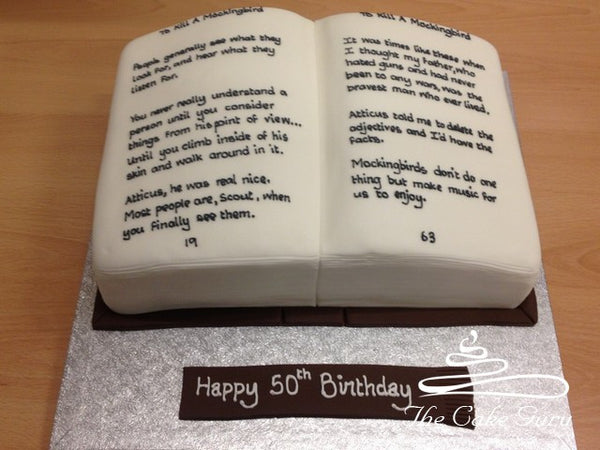 To Kill A Mockingbird
People generally see what they
look for, and hear what they
listen for.
You never really understand a
person until you consider
things from his point of view...
Until you climb inside of his
skin and walk around in it.
Atticus, he was real nice.
Most people are, Scout, when
you finally see them.
19
To Kill A Mockingbird
It was times like these when
I thought my father, who
hated guns and had never
been to any wars, was the
bravest man who ever lived.
Atticus told me to delete the
adjectives and I'd have the
facts.
Mockingbirds don't do one
thing but make music for
us to enjoy.
63
Happy 50th Birthday
The Cake Guru